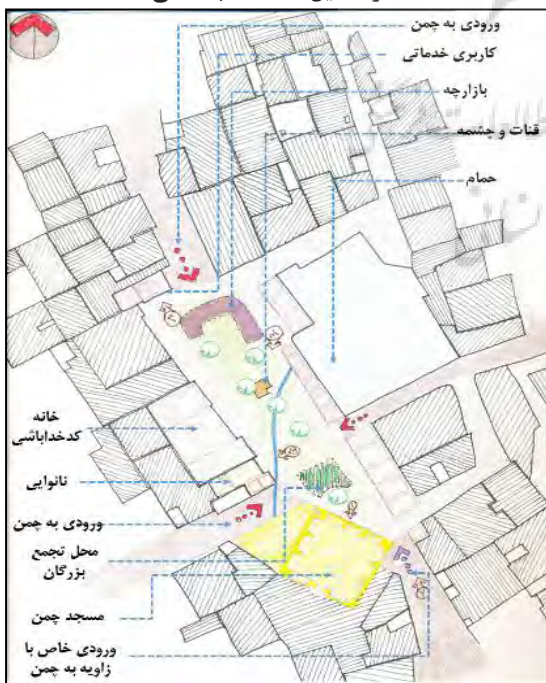 ورودی به چمن
کاربری خدماتی
بازارچه
قنات و چشمه
حمام
خانه
کدخداباشی
نانوایی
ورودی به چمن
محل تجمع
بزرگان
مسجد چمن
ورودی خاص با
زاویه به چمن